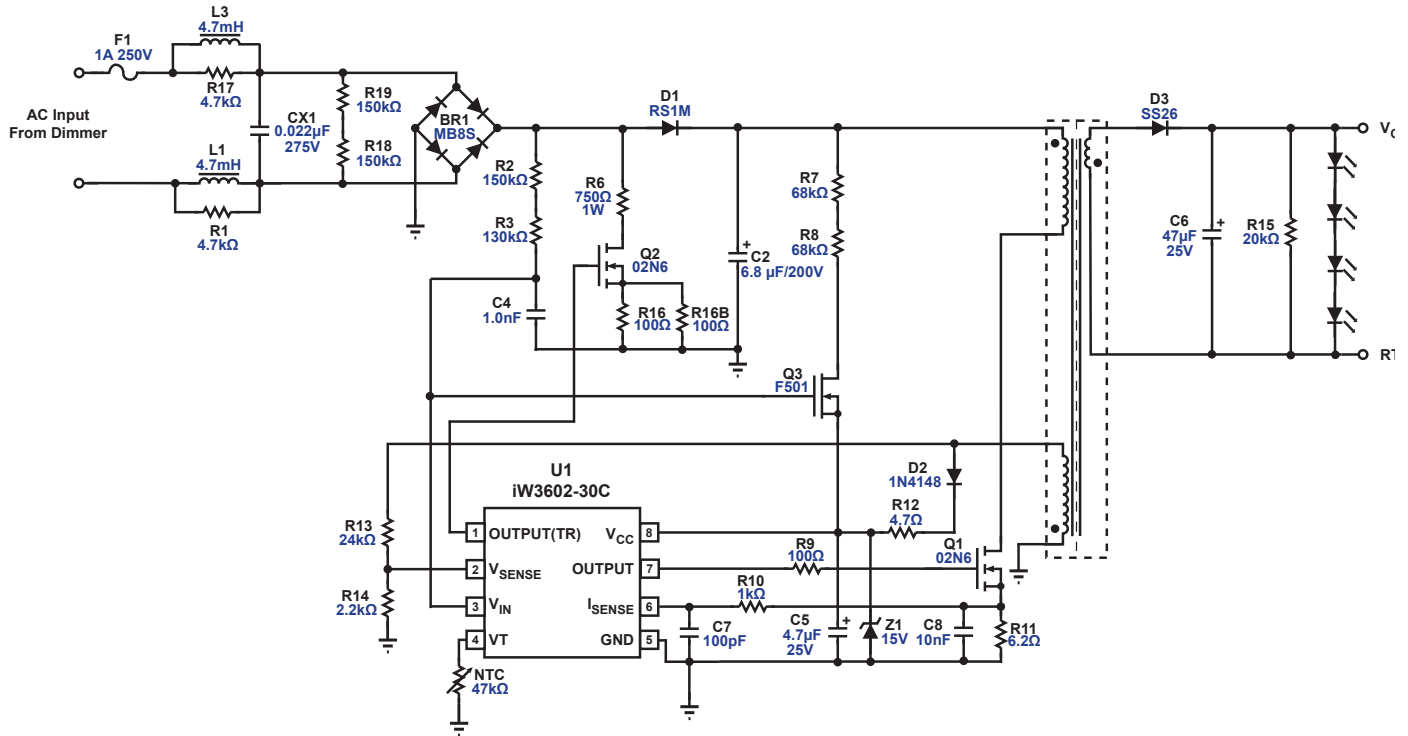 L3
4.7mH
F1
1A 250V
R17
4.7kΩ
AC Input
From Dimmer
CX1
0.022µF
275V
L1
4.7mH
R1
4.7kΩ
R19
150kΩ
R18
150kΩ
BR1
MB8S
R2
150kΩ
R3
130kΩ
C4
1.0nF
R6
750Ω
1W
Q2
02N6
R16
100Ω
R16B
100Ω
D1
RS1M
C2
6.8 µF/200V
R7
68kΩ
R8
68kΩ
Q3
F501
D3
SS26
C6
47µF
25V
R15
20kΩ
+
+
U1
iW3602-30C
1 OUTPUT(TR)
2 VSENSE
3 VIN
4 VT
VCC 8
OUTPUT 7
ISENSE 6
GND 5
R13
24kΩ
R14
2.2kΩ
NTC
47kΩ
D2
1N4148
R12
4.7Ω
R9
100Ω
Q1
02N6
R10
1kΩ
C7
100pF
C5
4.7µF
25V
+
Z1
15V
C8
10nF
R11
6.2Ω